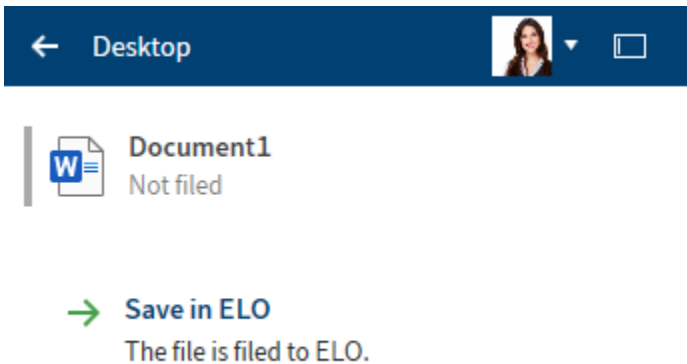 Desktop
Document1
W
Not filed
Save in ELO
The file is filed to ELO.